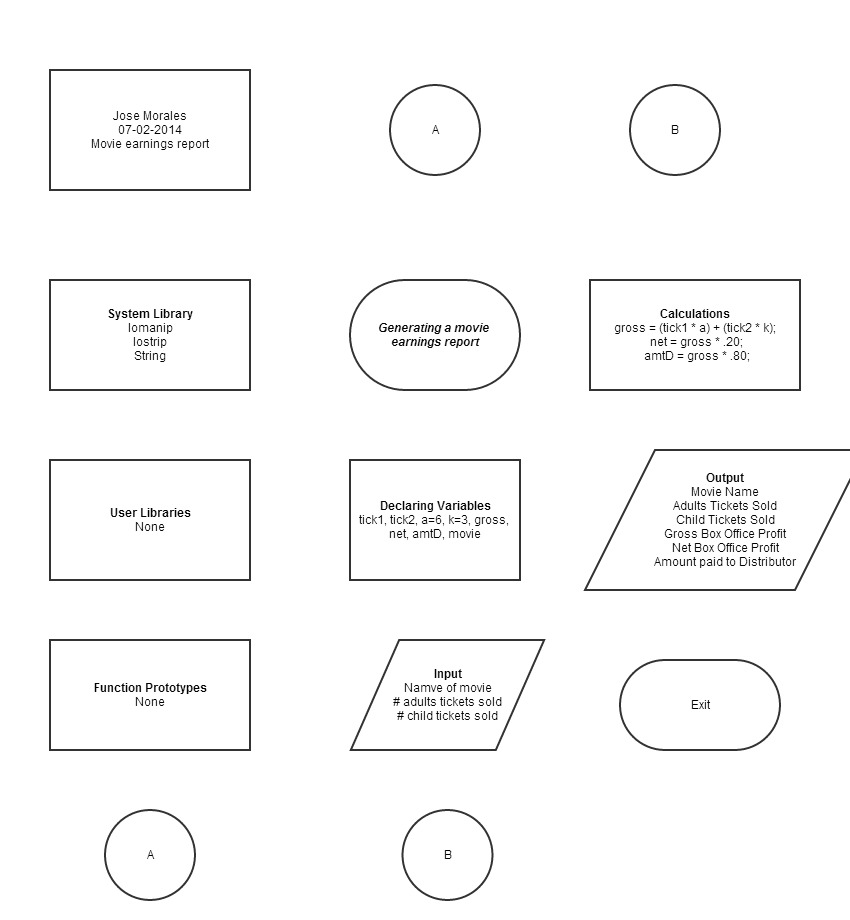 Jose Morales
07-02-2014
Movie earnings report
System Library
Iomanip
Iostrip
String
User Libraries
None
Function Prototypes
None
A
A
Generating a movie
earnings report
Declaring Variables
tick1, tick2, a=6, k=3, gross,
net, amtD, movie
Input
Namve of movie
# adults tickets sold
# child tickets sold
B
B
Calculations
gross = (tick1 * a) + (tick2 * k);
net = gross * .20;
amtD = gross * .80;
Output
Movie Name
Adults Tickets Sold
Child Tickets Sold
Gross Box Office Profit
Net Box Office Profit
Amount paid to Distributor
Exit